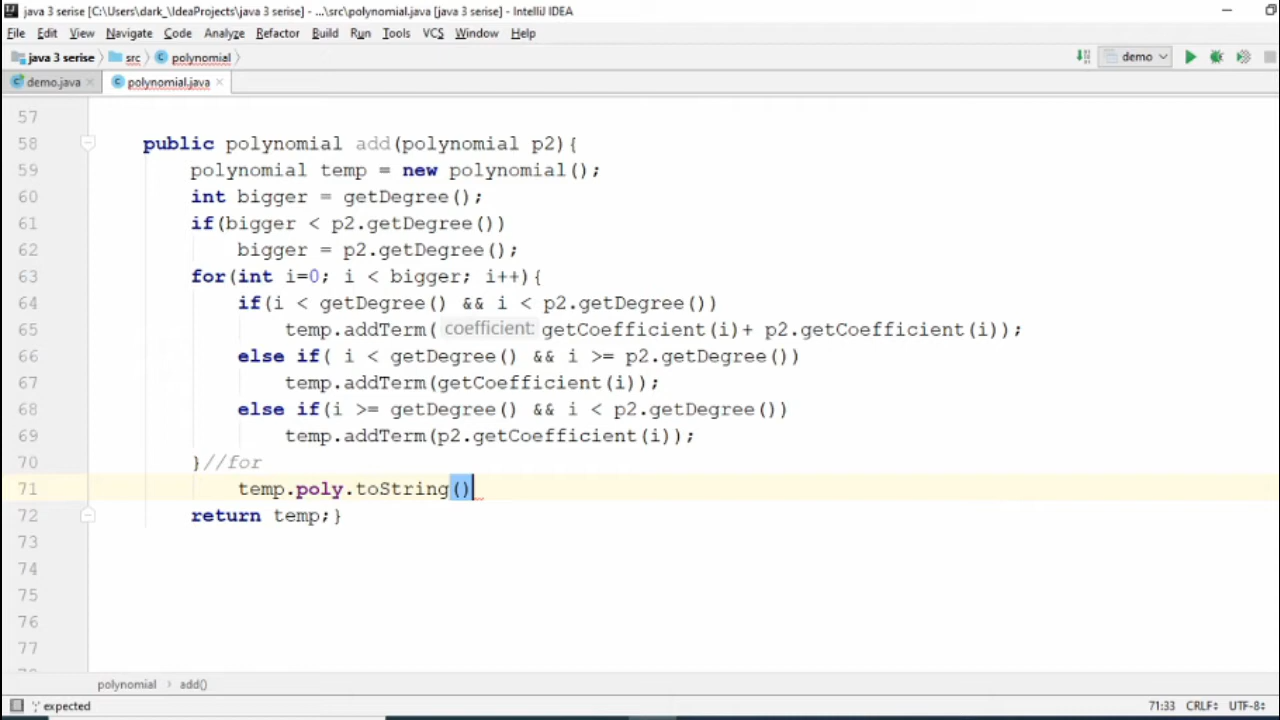 java 3 serise [C:\Users\dark_\IdeaProjects\java 3 serise] - ...\src\polynomial.java [java 3 serise] - IntelliJ IDEA
File Edit View Navigate Code Analyze Refactor Build Run Tools VCS Window Help
java 3 serise src polynomial demo
demo.java polynomial.java
57
58 public polynomial add(polynomial p2){
59 polynomial temp = new polynomial();
60 int bigger = getDegree();
61 if(bigger < p2.getDegree())
62 bigger = p2.getDegree();
63 for(int i=0; i < bigger; i++){
64 if(i < getDegree() && i < p2.getDegree())
65 temp.addTerm( coefficient: getCoefficient(i)+ p2.getCoefficient(i));
66 else if( i < getDegree() && i >= p2.getDegree())
67 temp.addTerm(getCoefficient(i));
68 else if(i >= getDegree() && i < p2.getDegree())
69 temp.addTerm(p2.getCoefficient(i));
70 }//for
71 temp.poly.toString()
72 return temp;}
73
74
75
76
77
polynomial › add()
';' expected 71:33 CRLF÷ UTF-8÷